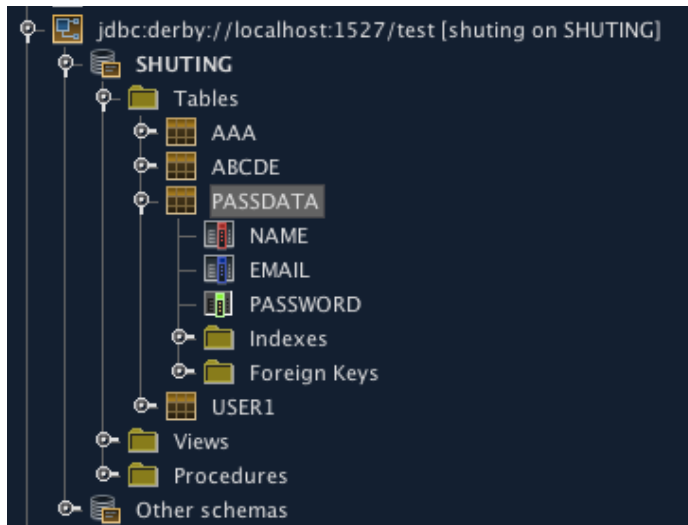 jdbc:derby://localhost:1527/test [shuting on SHUTING]
SHUTING
Tables
AAA
ABCDE
PASSDATA
NAME
EMAIL
PASSWORD
Indexes
Foreign Keys
USER1
Views
Procedures
Other schemas